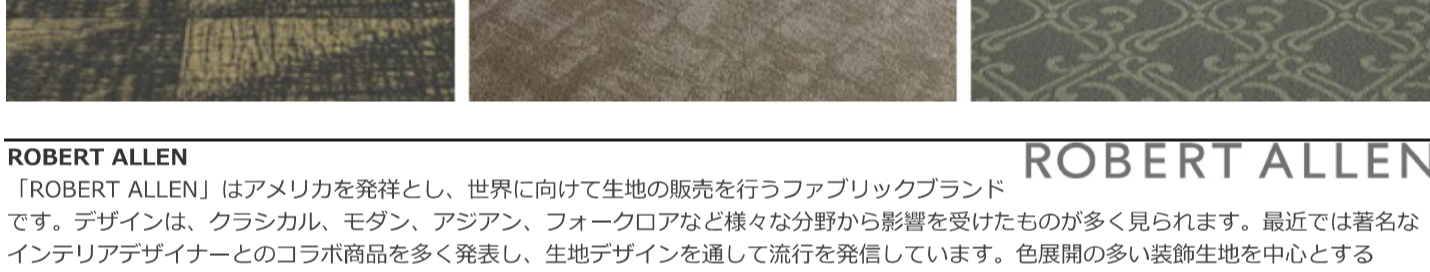 ROBERT ALLEN
ROBERT ALLEN
「ROBERT ALLEN」はアメリカを発祥とし、世界に向けて生地の販売を行うファブリックブランド
です。デザインは、クラシカル、モダン、アジアン、フォークロアなど様々な分野から影響を受けたものが多く見られます。最近では著名な
インテリアデザイナーとのコラボ商品を多く発表し、生地デザインを通して流行を発信しています。色展開の多い装飾生地を中心とする